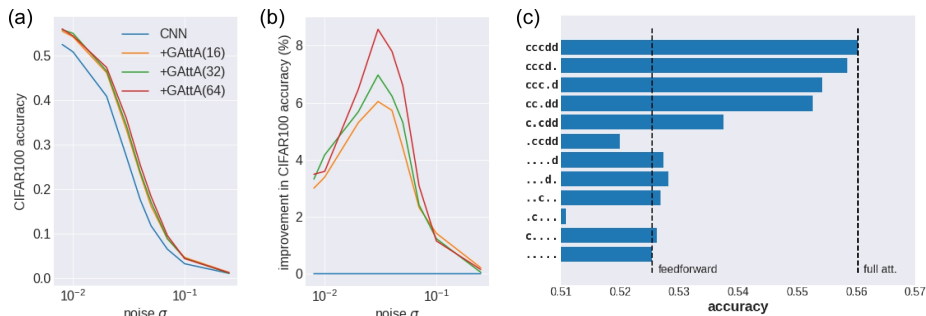 (a)
CNN
+GAttA(16)
+GAttA(32)
+GAttA(64)
CIFAR100 accuracy
0.5
0.4
0.3
0.2
0.1
0.0
10⁻²
10⁻¹
noise σ
(b)
improvement in CIFAR100 accuracy (%)
8
6
4
2
0
10⁻²
10⁻¹
noise σ
(c)
cccdd
cccd.
ccc.d
cc.dd
c.cdd
.ccdd
....d
...d.
..c..
.c...
c....
.....
feedforward
full att.
0.51
0.52
0.53
0.54
0.55
0.56
0.57
accuracy